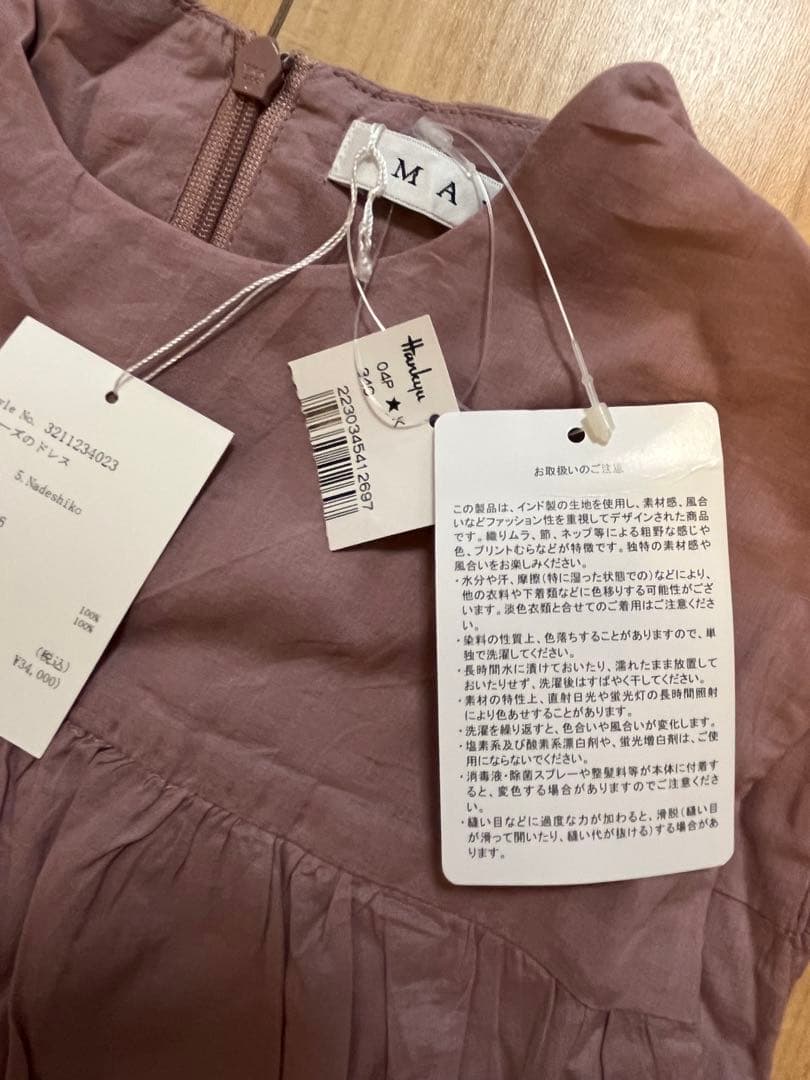 MA
Hankyu
04P ★ K
2230345412697
yle No. 3211234023
ーズのドレス
5.Nadeshiko
6
100%
100%
(税込)
¥34,000)
お取扱いのご注意
この製品は、インド製の生地を使用し、素材感、風合
いなどファッション性を重視してデザインされた商品
です。織りムラ、節、ネップ等による粗野な感じや
色、プリントむらなどが特徴です。独特の素材感や
風合いをお楽しみください。
・水分や汗、摩擦(特に湿った状態での)などにより、
他の衣料や下着類などに色移りする可能性がござ
います。淡色衣類と合せてのご着用はご注意くださ
い。
・染料の性質上、色落ちすることがありますので、単
独で洗濯してください。
・長時間水に漬けておいたり、濡れたまま放置して
おいたりせず、洗濯後はすばやく干してください。
・素材の特性上、直射日光や蛍光灯の長時間照射
により色あせすることがあります。
・洗濯を繰り返すと、色合いや風合いが変化します。
・塩素系及び酸素系漂白剤や、蛍光増白剤は、ご使
用にならないでください。
・消毒液・除菌スプレーや整髪料等が本体に付着す
ると、変色する場合がありますのでご注意くださ
い。
・縫い目などに過度な力が加わると、滑脱(縫い目
が滑って開いたり、縫い代が抜ける)する場合があ
ります。